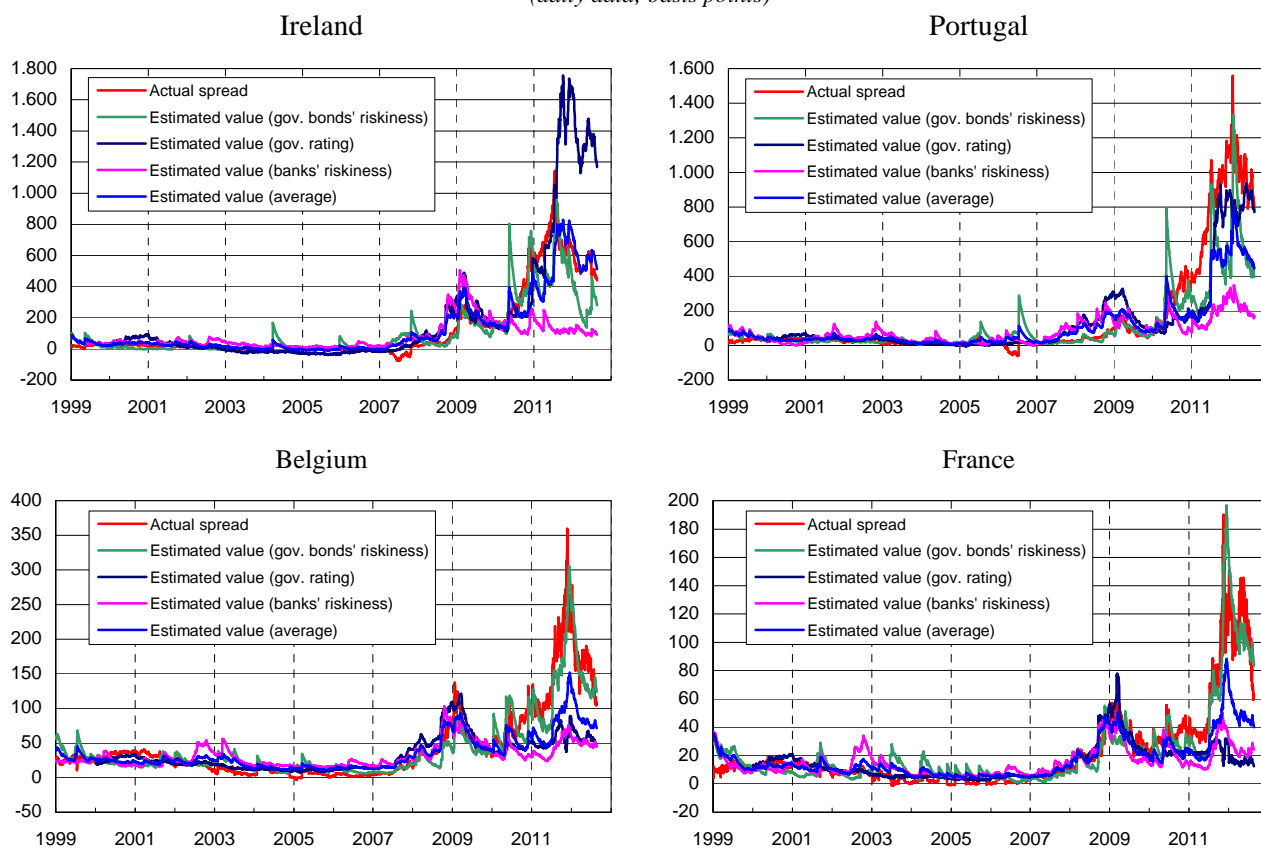 (daily data, basis points)
Ireland
1.800
1.600
1.400
1.200
1.000
800
600
400
200
0
-200
Actual spread
Estimated value (gov. bonds' riskiness)
Estimated value (gov. rating)
Estimated value (banks' riskiness)
Estimated value (average)
1999 2001 2003 2005 2007 2009 2011
Portugal
1.600
1.400
1.200
1.000
800
600
400
200
0
-200
Actual spread
Estimated value (gov. bonds' riskiness)
Estimated value (gov. rating)
Estimated value (banks' riskiness)
Estimated value (average)
1999 2001 2003 2005 2007 2009 2011
Belgium
400
350
300
250
200
150
100
50
0
-50
Actual spread
Estimated value (gov. bonds' riskiness)
Estimated value (gov. rating)
Estimated value (banks' riskiness)
Estimated value (average)
1999 2001 2003 2005 2007 2009 2011
France
200
180
160
140
120
100
80
60
40
20
0
-20
Actual spread
Estimated value (gov. bonds' riskiness)
Estimated value (gov. rating)
Estimated value (banks' riskiness)
Estimated value (average)
1999 2001 2003 2005 2007 2009 2011